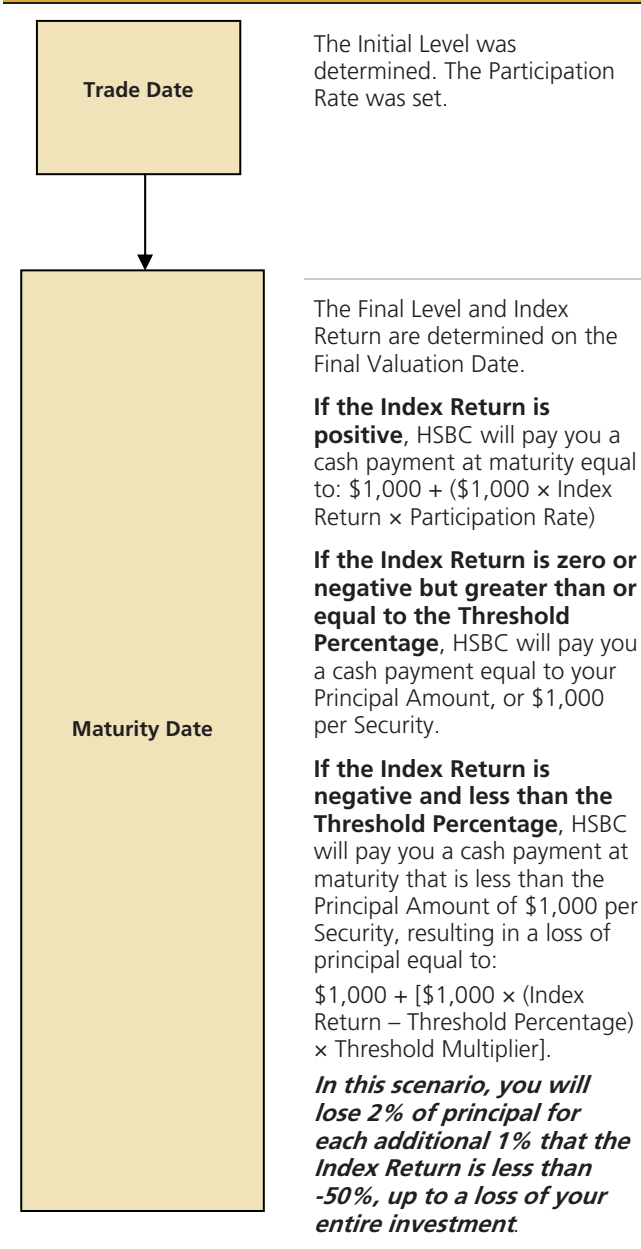 Trade Date
The Initial Level was
determined. The Participation
Rate was set.
Maturity Date
The Final Level and Index
Return are determined on the
Final Valuation Date.
If the Index Return is
positive, HSBC will pay you a
cash payment at maturity equal
to: $1,000 + ($1,000 × Index
Return × Participation Rate)
If the Index Return is zero or
negative but greater than or
equal to the Threshold
Percentage, HSBC will pay you
a cash payment equal to your
Principal Amount, or $1,000
per Security.
If the Index Return is
negative and less than the
Threshold Percentage, HSBC
will pay you a cash payment at
maturity that is less than the
Principal Amount of $1,000 per
Security, resulting in a loss of
principal equal to:
$1,000 + [$1,000 × (Index
Return – Threshold Percentage)
× Threshold Multiplier].
In this scenario, you will
lose 2% of principal for
each additional 1% that the
Index Return is less than
-50%, up to a loss of your
entire investment.